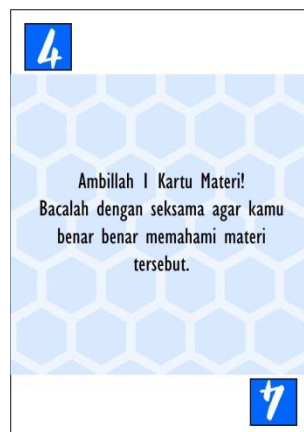 4
Ambillah 1 Kartu Materi!
Bacalah dengan seksama agar kamu
benar benar memahami materi
tersebut.
4